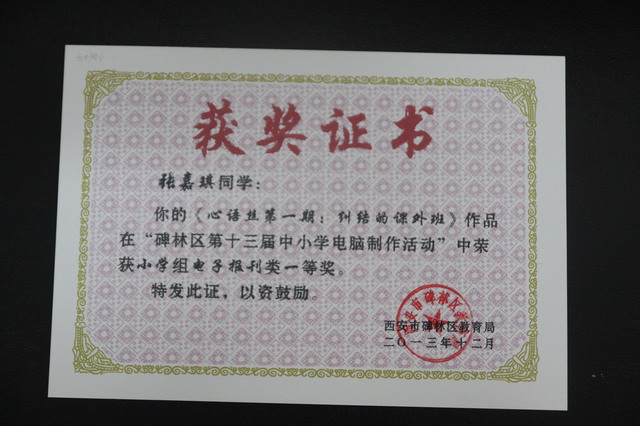 获奖证书
张嘉琪同学：
你的《心语丝第一期：纠结的课外班》作品
在“碑林区第十三届中小学电脑制作活动”中荣
获小学组电子报刊类一等奖。
特发此证，以资鼓励。
西安市碑林区教育局
二〇一三年十二月